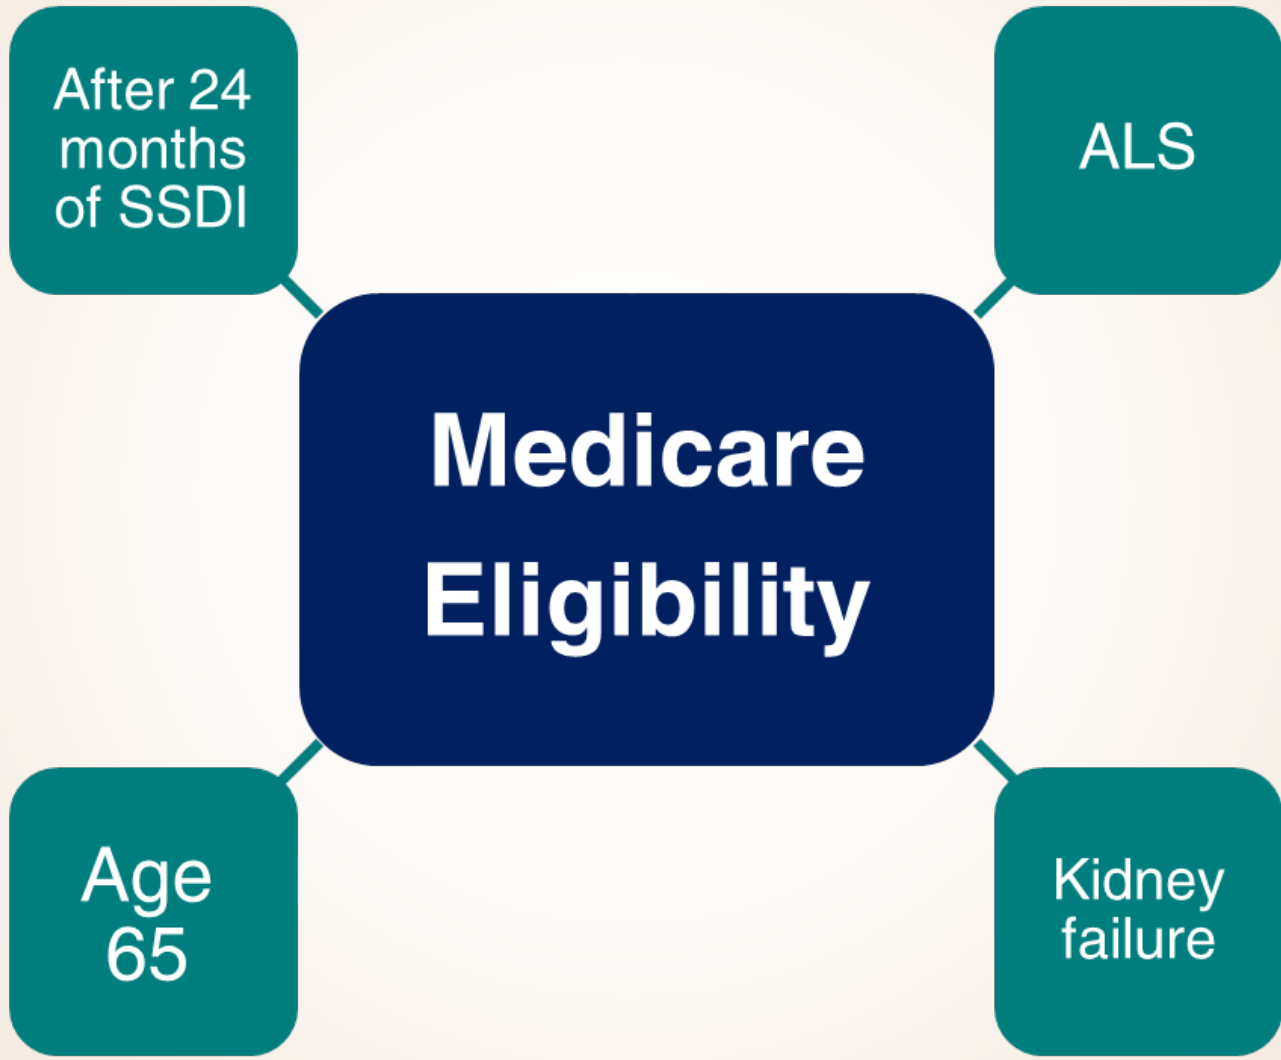 After 24
months
of SSDI
ALS
Medicare
Eligibility
Age
65
Kidney
failure